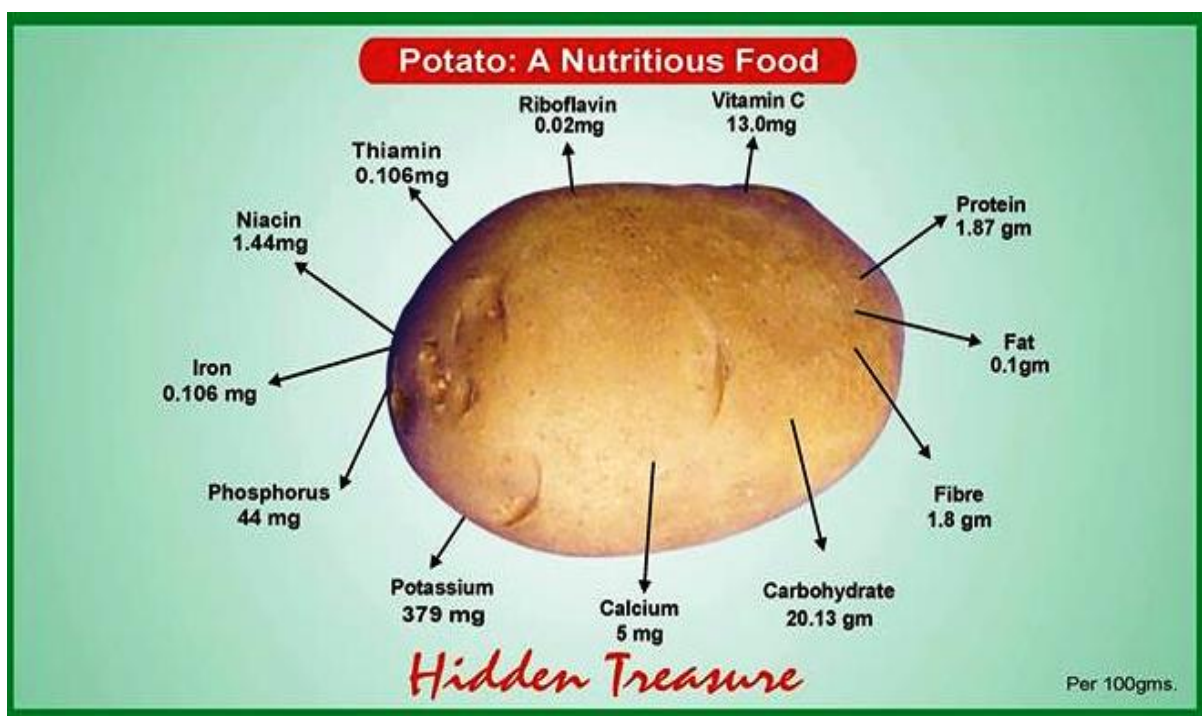 Potato: A Nutritious Food
Riboflavin
0.02mg
Vitamin C
13.0mg
Thiamin
0.106mg
Protein
1.87 gm
Niacin
1.44mg
Fat
0.1gm
Iron
0.106 mg
Phosphorus
44 mg
Fibre
1.8 gm
Potassium
379 mg
Calcium
5 mg
Carbohydrate
20.13 gm
Hidden Treasure
Per 100gms.